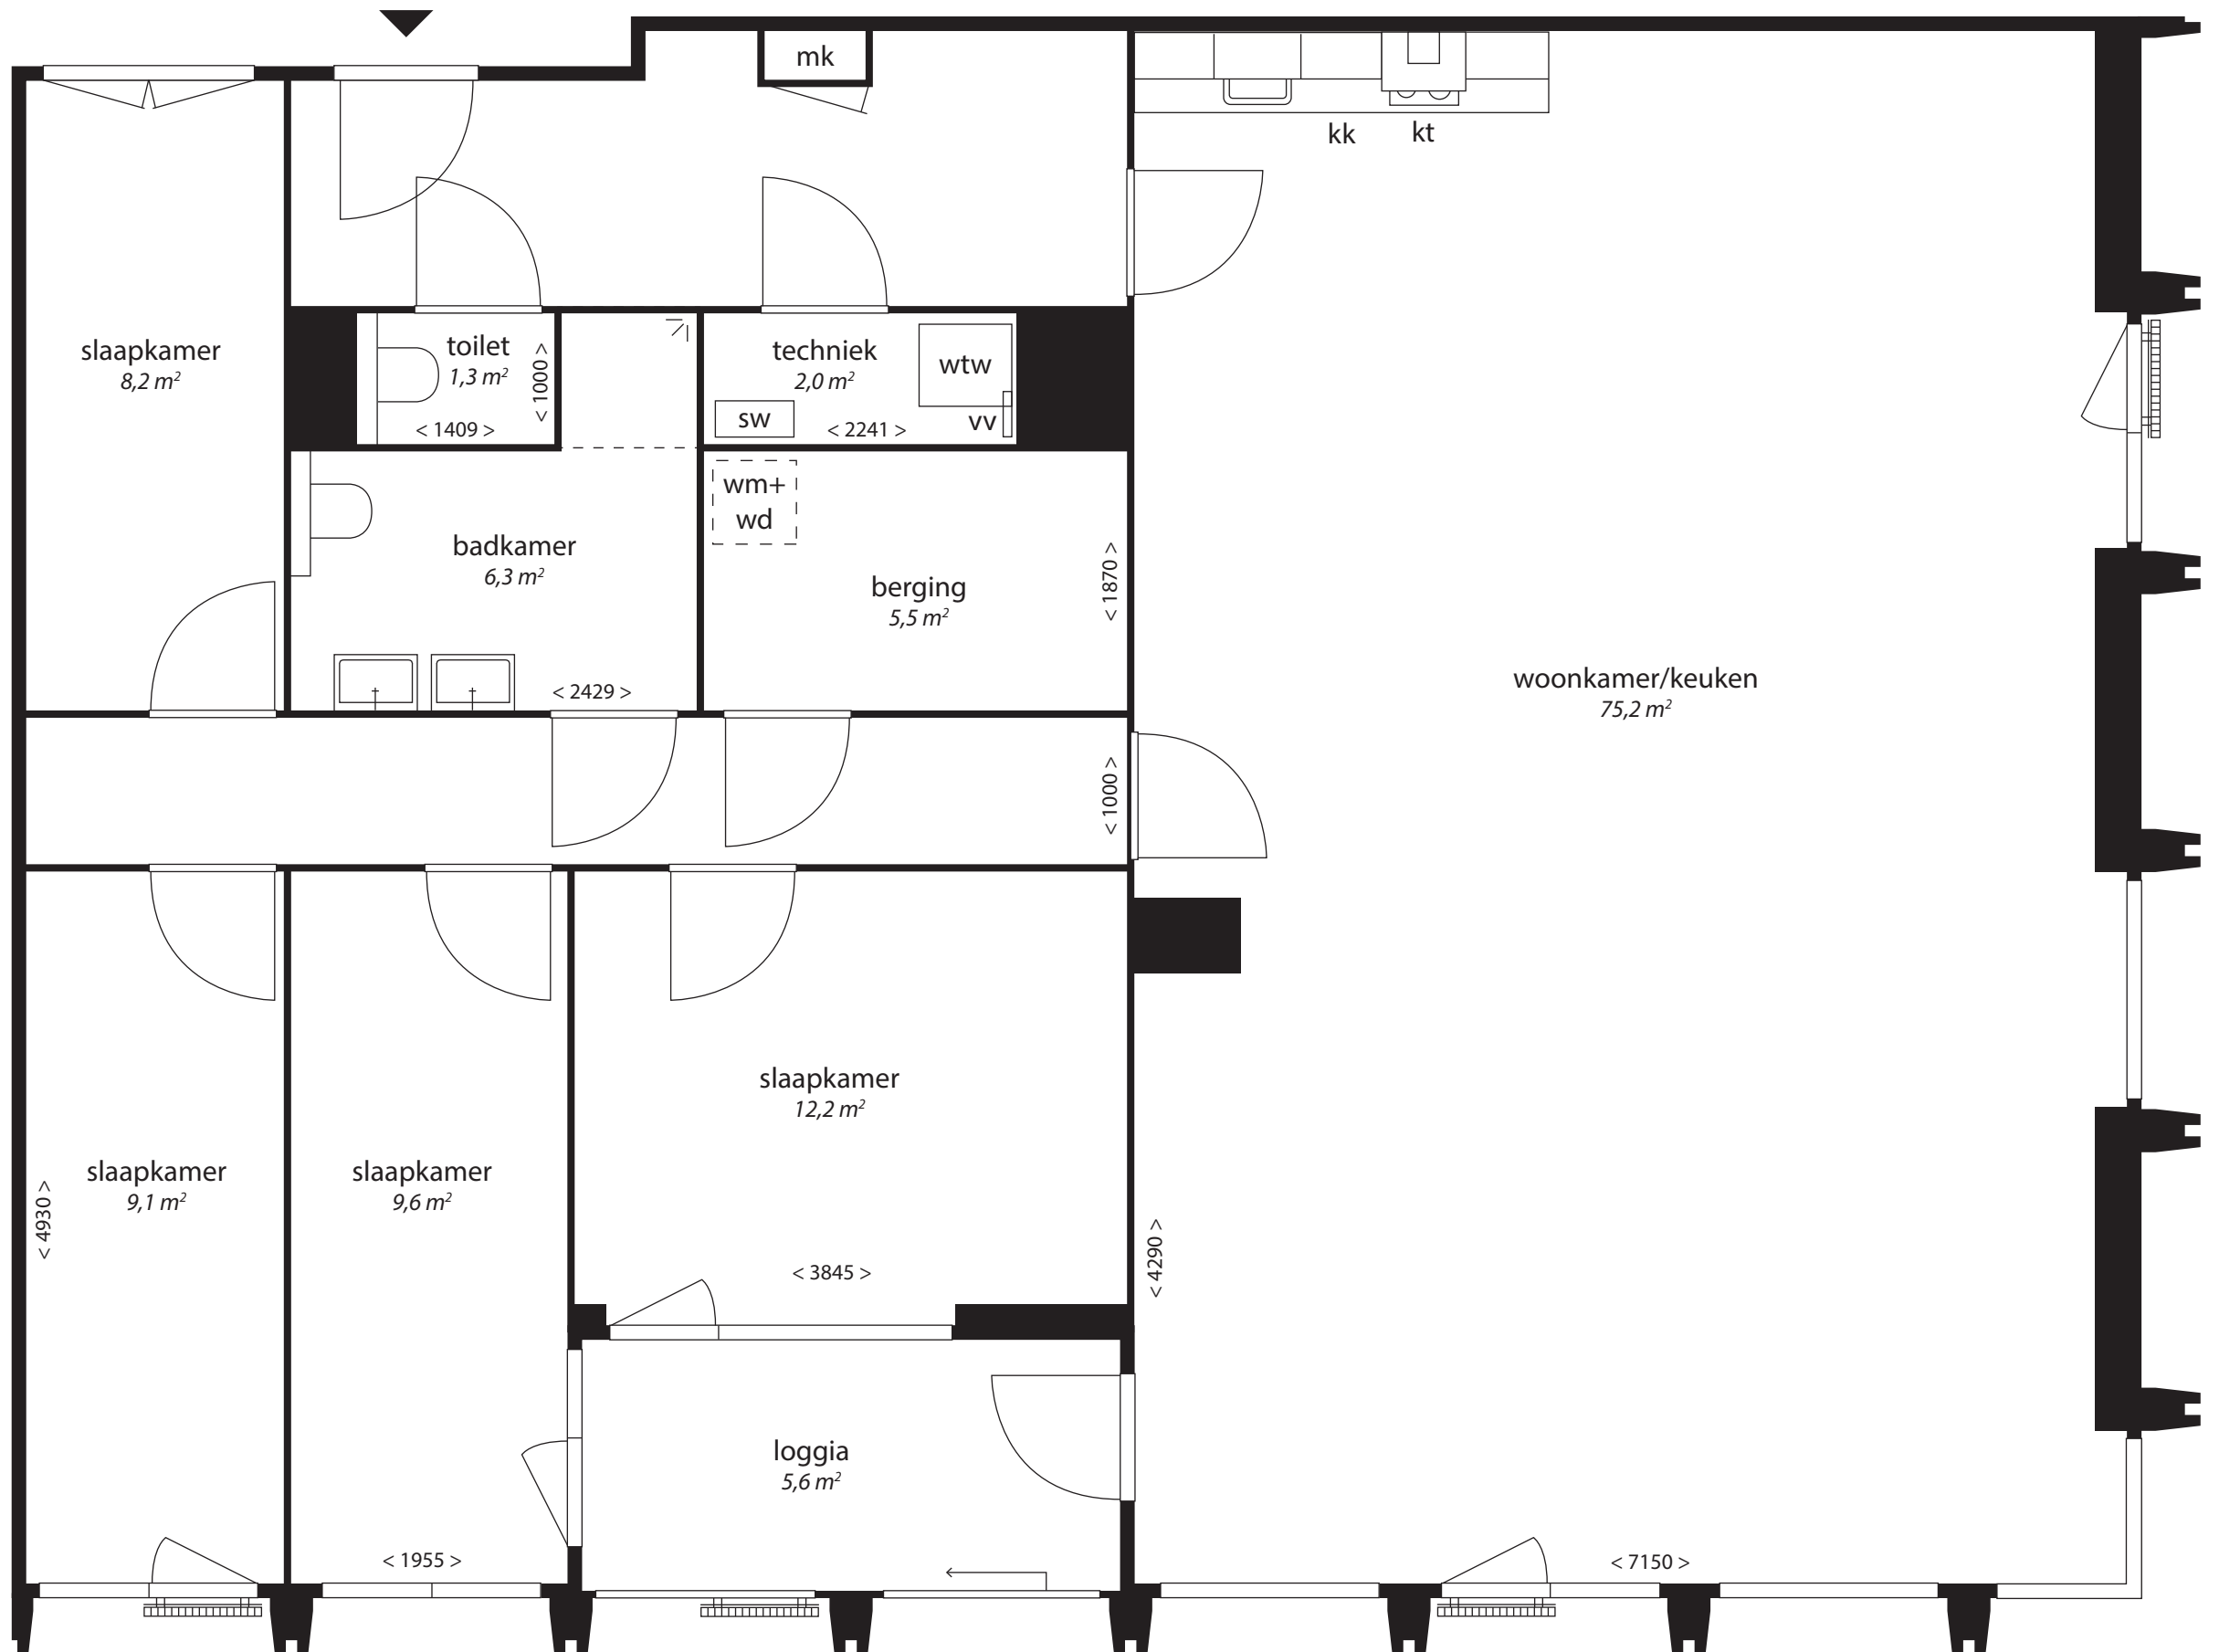 mk
kk
kt
slaapkamer
8,2 m²
toilet
1,3 m²
< 1000 >
< 1409 >
techniek
2,0 m²
wtw
sw
< 2241 >
vv
wm+
wd
badkamer
6,3 m²
< 2429 >
berging
5,5 m²
< 1870 >
woonkamer/keuken
75,2 m²
< 1000 >
slaapkamer
12,2 m²
< 3845 >
slaapkamer
9,1 m²
< 4930 >
slaapkamer
9,6 m²
< 1955 >
< 4290 >
loggia
5,6 m²
< 7150 >